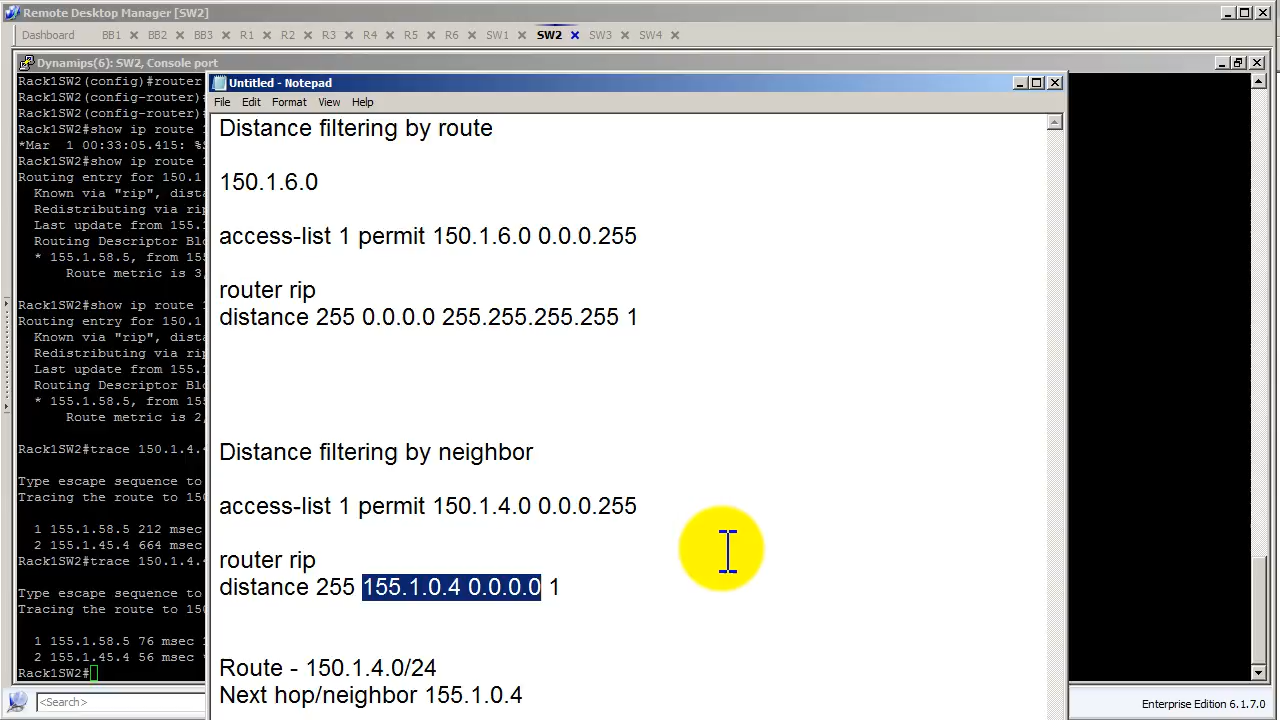 Remote Desktop Manager [SW2]
Dashboard BB1 BB2 BB3 R1 R2 R3 R4 R5 R6 SW1 SW2 SW3 SW4
Dynamips(6): SW2, Console port
Rack1SW2(config)#router
Rack1SW2(config-router)
Rack1SW2(config-router)
Rack1SW2#show ip route 1
*Mar 1 00:33:05.415: %S
Rack1SW2#show ip route 1
Routing entry for 150.1
Known via "rip", dista
Redistributing via rip
Last update from 155.1
Routing Descriptor Blo
* 155.1.58.5, from 155
Route metric is 3,
Rack1SW2#show ip route 1
Routing entry for 150.1
Known via "rip", dista
Redistributing via rip
Last update from 155.1
Routing Descriptor Blo
* 155.1.58.5, from 155
Route metric is 2,
Rack1SW2#trace 150.1.4.4
Type escape sequence to
Tracing the route to 150
1 155.1.58.5 212 msec
2 155.1.45.4 664 msec
Rack1SW2#trace 150.1.4.4
Type escape sequence to
Tracing the route to 150
1 155.1.58.5 76 msec
2 155.1.45.4 56 msec
Rack1SW2#
Untitled - Notepad
File Edit Format View Help
Distance filtering by route
150.1.6.0
access-list 1 permit 150.1.6.0 0.0.0.255
router rip
distance 255 0.0.0.0 255.255.255.255 1
Distance filtering by neighbor
access-list 1 permit 150.1.4.0 0.0.0.255
router rip
distance 255 155.1.0.4 0.0.0.0 1
Route - 150.1.4.0/24
Next hop/neighbor 155.1.0.4
<Search>
Enterprise Edition 6.1.7.0